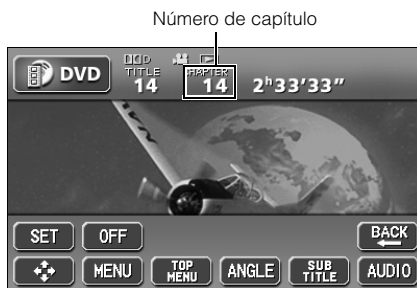 Número de capítulo
DVD
TITLE
14
CHAPTER
14
2h33'33"
SET
OFF
BACK
MENU
TOP MENU
ANGLE
SUB TITLE
AUDIO